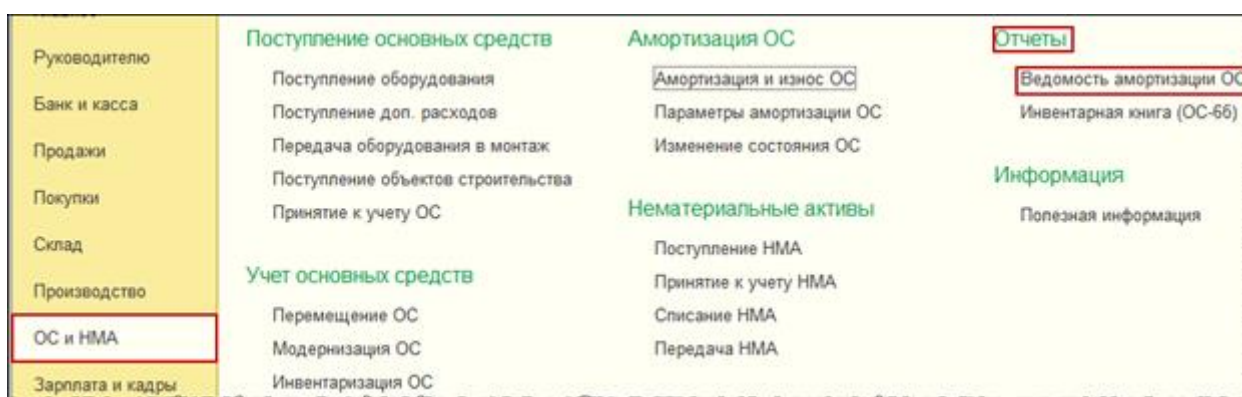 Руководителю
Банк и касса
Продажи
Покупки
Склад
Производство
ОС и НМА
Зарплата и кадры
Поступление основных средств
Поступление оборудования
Поступление доп. расходов
Передача оборудования в монтаж
Поступление объектов строительства
Принятие к учету ОС
Учет основных средств
Перемещение ОС
Модернизация ОС
Инвентаризация ОС
Амортизация ОС
Амортизация и износ ОС
Параметры амортизации ОС
Изменение состояния ОС
Нематериальные активы
Поступление НМА
Принятие к учету НМА
Списание НМА
Передача НМА
Отчеты
Ведомость амортизации ОС
Инвентарная книга (ОС-6б)
Информация
Полезная информация